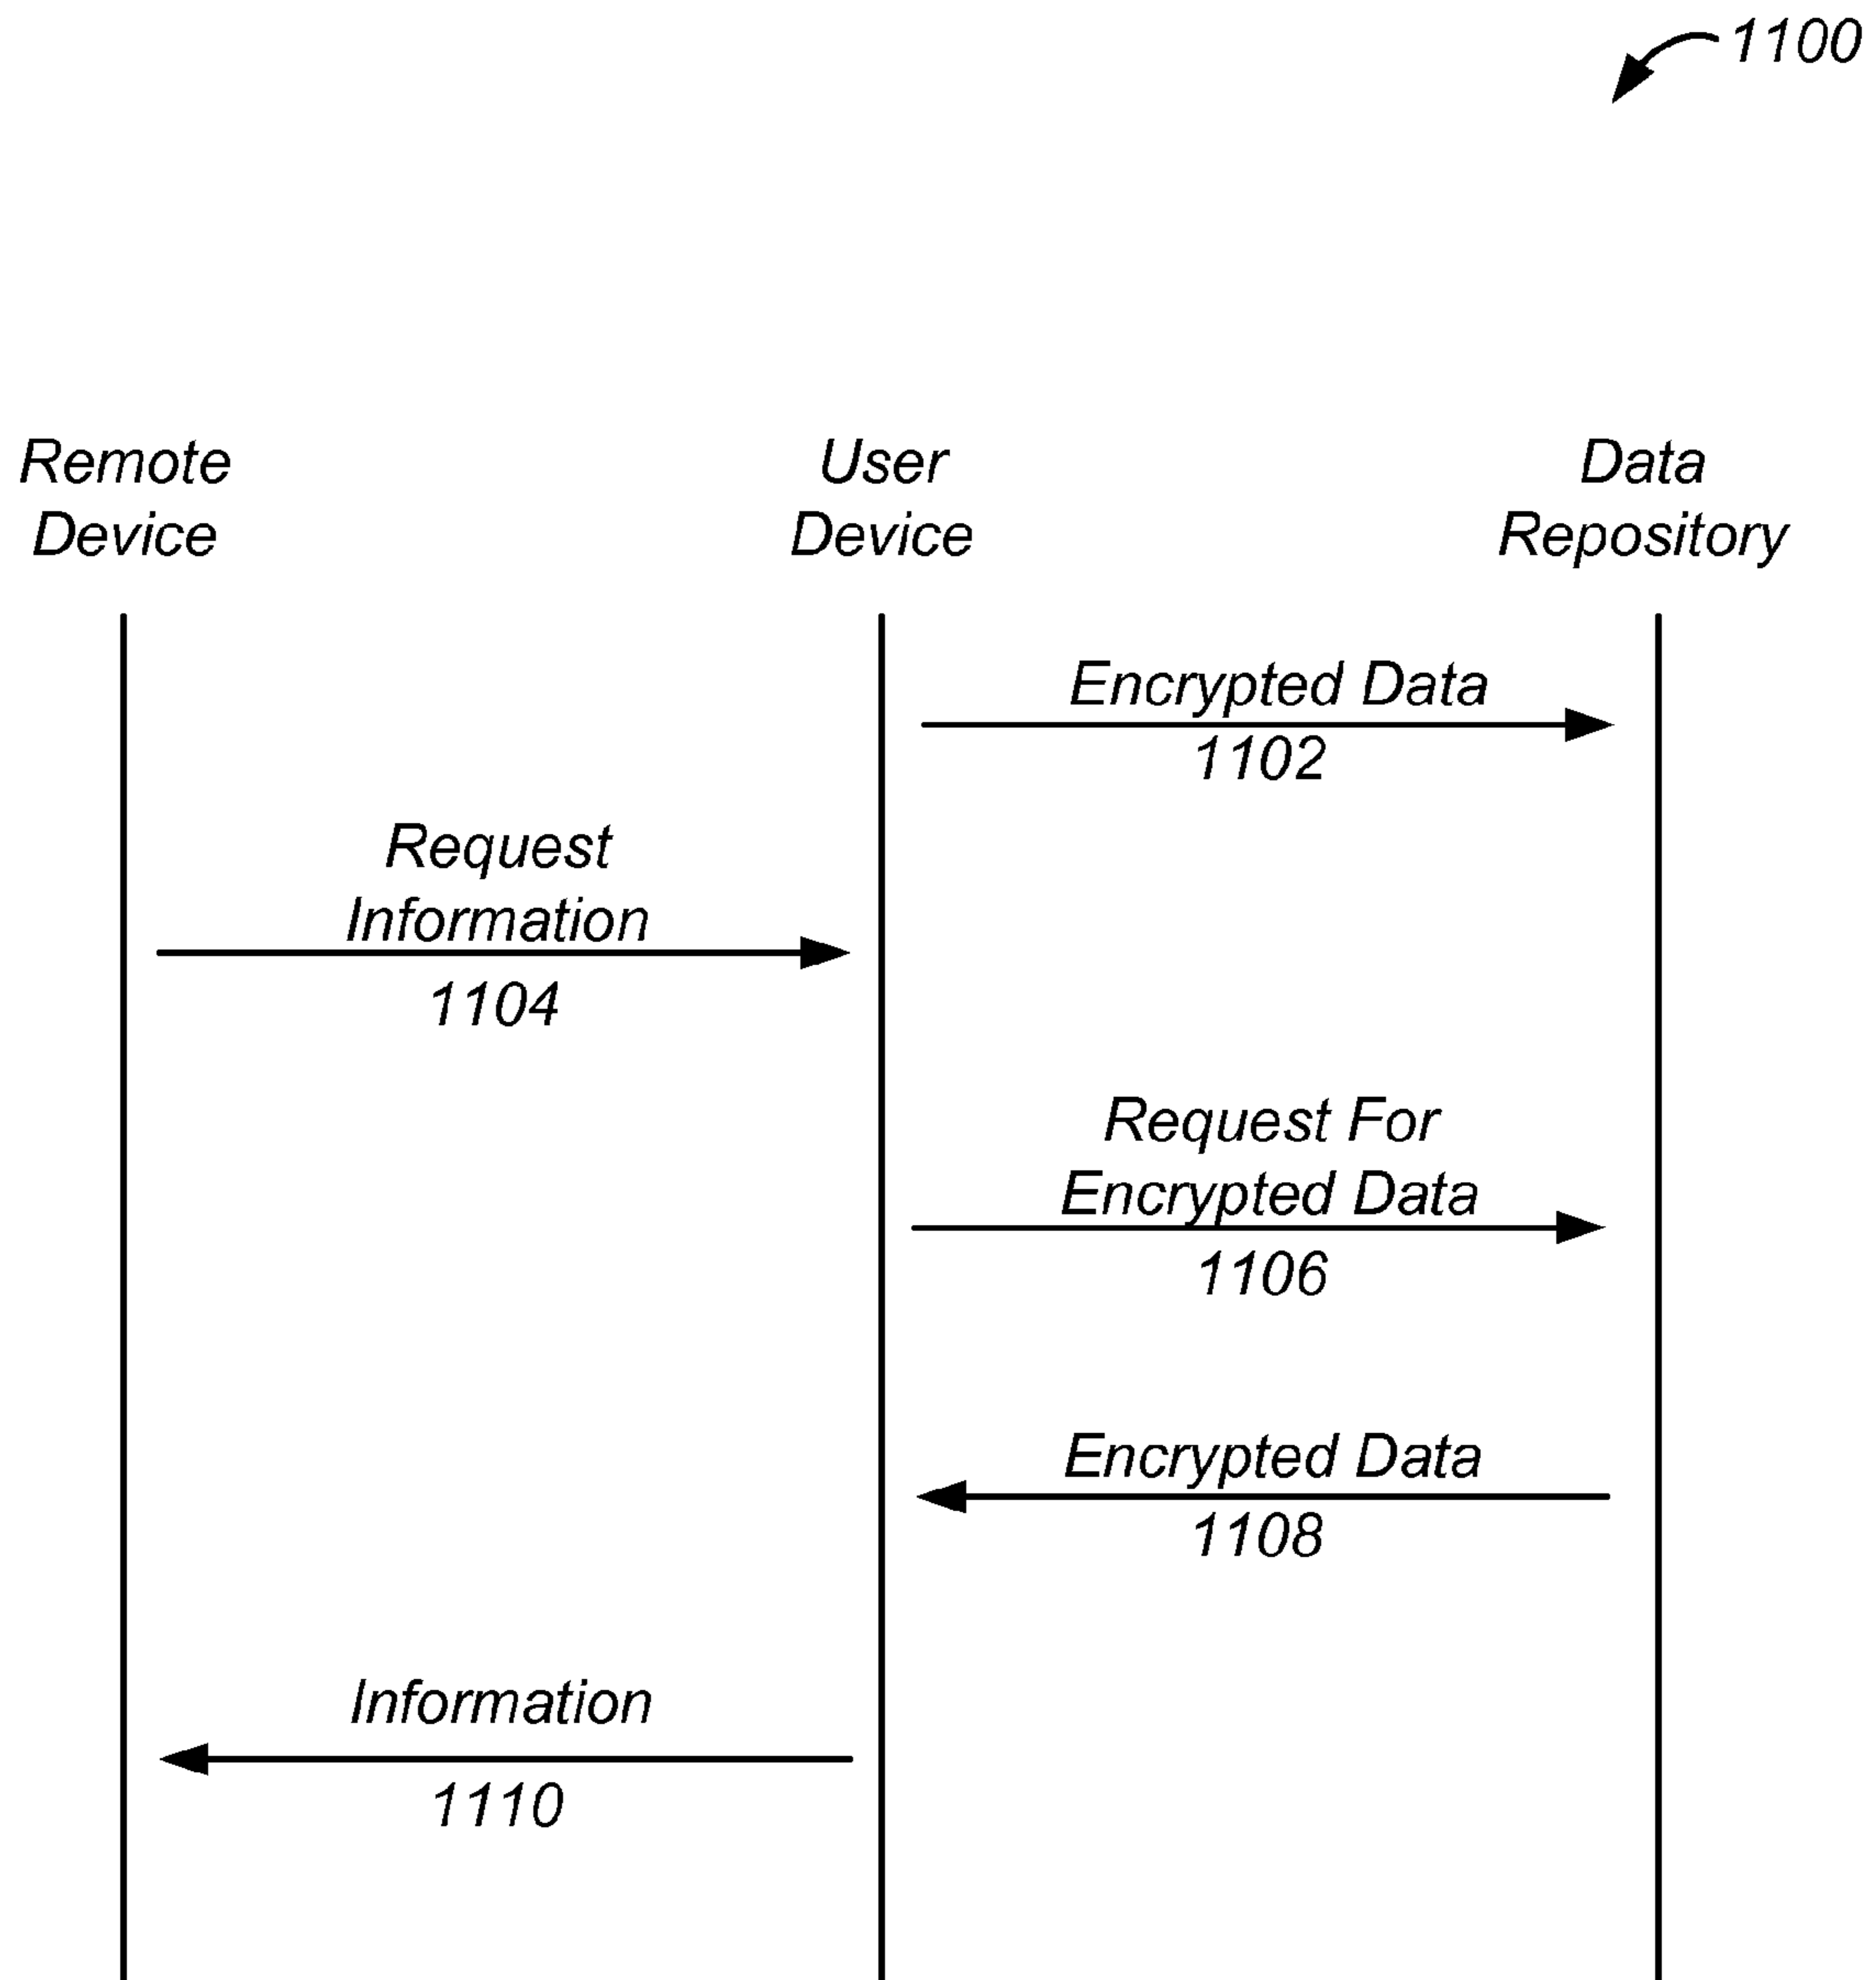 1100
Remote
Device
User
Device
Data
Repository
Encrypted Data
1102
Request
Information
1104
Request For
Encrypted Data
1106
Encrypted Data
1108
Information
1110